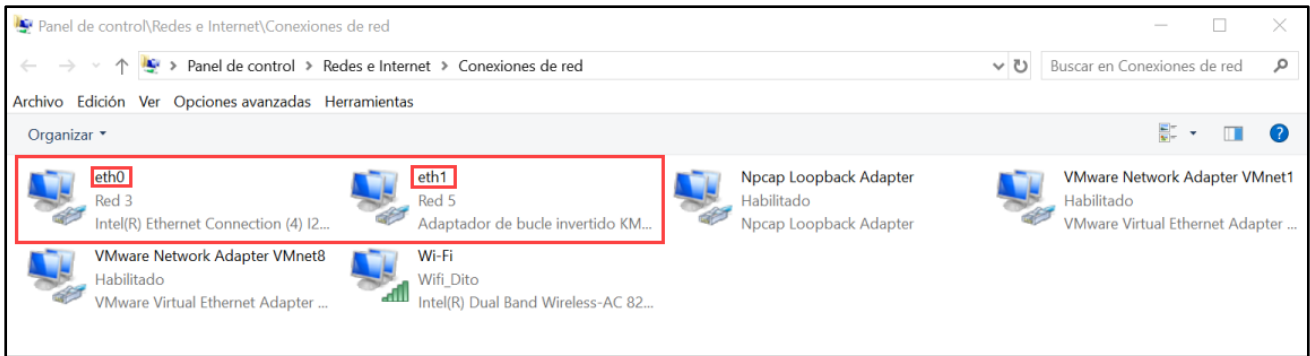 Panel de control\Redes e Internet\Conexiones de red
Panel de control > Redes e Internet > Conexiones de red
Buscar en Conexiones de red
Archivo Edición Ver Opciones avanzadas Herramientas
Organizar
eth0
Red 3
Intel(R) Ethernet Connection (4) I2...
eth1
Red 5
Adaptador de bucle invertido KM...
Npcap Loopback Adapter
Habilitado
Npcap Loopback Adapter
VMware Network Adapter VMnet1
Habilitado
VMware Virtual Ethernet Adapter ...
VMware Network Adapter VMnet8
Habilitado
VMware Virtual Ethernet Adapter ...
Wi-Fi
Wifi_Dito
Intel(R) Dual Band Wireless-AC 82...